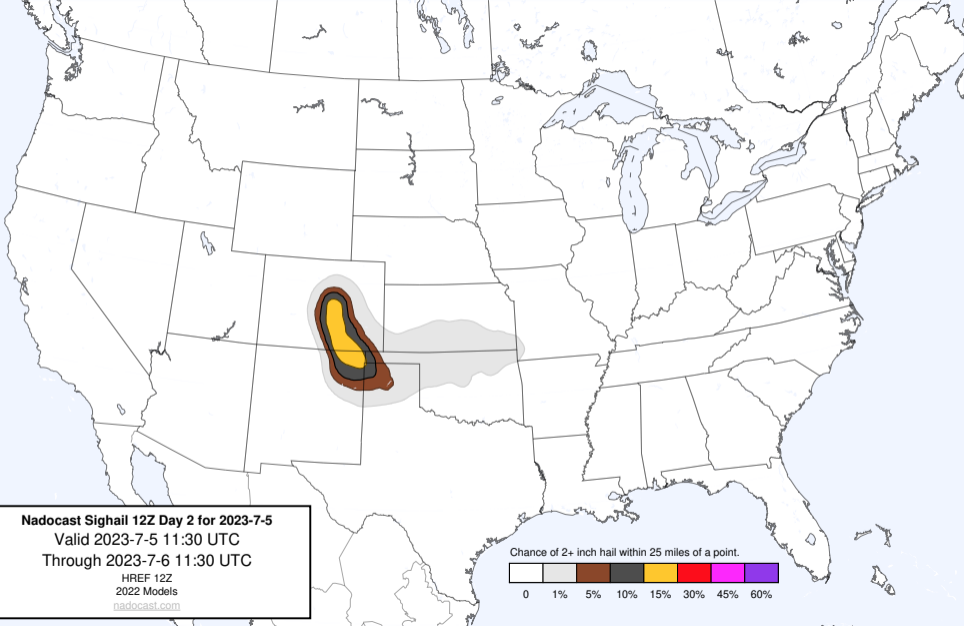 Nadocast Sighail 12Z Day 2 for 2023-7-5
Valid 2023-7-5 11:30 UTC
Through 2023-7-6 11:30 UTC
HREF 12Z
2022 Models
nadocast.com
Chance of 2+ inch hail within 25 miles of a point.
0 1% 5% 10% 15% 30% 45% 60%